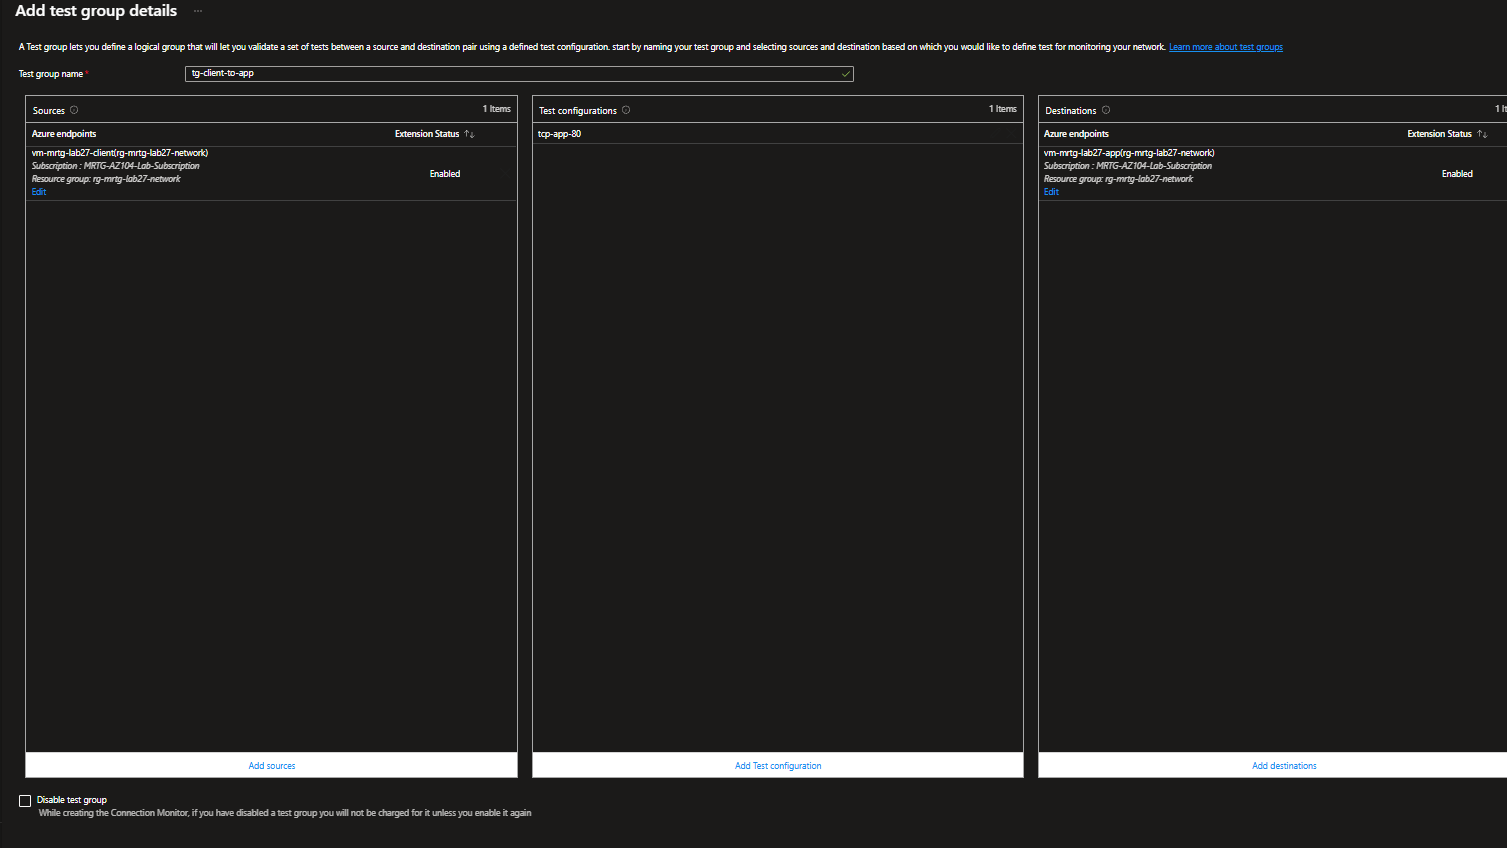 Add test group details ...
A Test group lets you define a logical group that will let you validate a set of tests between a source and destination pair using a defined test configuration. start by naming your test group and selecting sources and destination based on which you would like to define test for monitoring your network. Learn more about test groups
Test group name * tg-client-to-app
Sources 1 Items
Azure endpoints Extension Status ↑↓
vm-mrtg-lab27-client(rg-mrtg-lab27-network)
Subscription : MRTG-AZ104-Lab-Subscription
Resource group: rg-mrtg-lab27-network
Enabled
Edit
Add sources
Test configurations 1 Items
tcp-app-80
Add Test configuration
Destinations 1 It
Azure endpoints Extension Status ↑↓
vm-mrtg-lab27-app(rg-mrtg-lab27-network)
Subscription : MRTG-AZ104-Lab-Subscription
Resource group: rg-mrtg-lab27-network
Enabled
Edit
Add destinations
Disable test group
While creating the Connection Monitor, if you have disabled a test group you will not be charged for it unless you enable it again